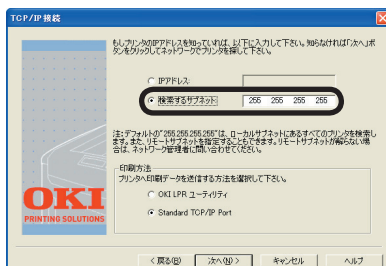 TCP/IP 接続
もしプリンタのIPアドレスを知っていれば、以下に入力して下さい。知らなければ「次へ」ボ
タンをクリックしてネットワークでプリンタを探して下さい。
IPアドレス:
検索するサブネット: 255 255 255 255
注:デフォルトの"255.255.255.255"は、ローカルサブネットにあるすべてのプリンタを検索し
ます。また、リモートサブネットを指定することもできます。リモートサブネットが解らない場
合は、ネットワーク管理者に問い合わせてください。
印刷方法
プリンタへ印刷データを送信する方法を選択して下さい。
OKI LPR ユーティリティ
Standard TCP/IP Port
OKI
PRINTING SOLUTIONS
< 戻る(B) 次へ(N) > キャンセル ヘルプ